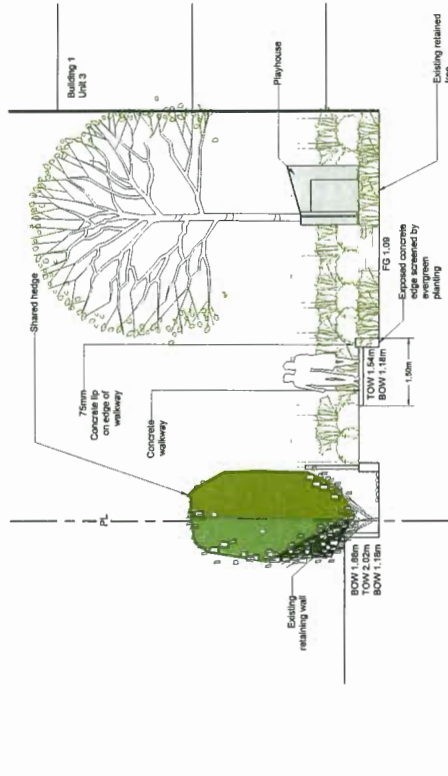 Building 1
Unit 3
Shared hedge
Playhouse
75mm
Concrete lip
on edge of
walkway
Concrete
walkway
PL
Existing
retaining wall
BOW
TOW 2.02m
BOW 1.18m
TOW 1.54m
BOW 1.18m
1.50m
FG 1.09
Exposed concrete
edge screened by
evergreen
planting
Existing retained